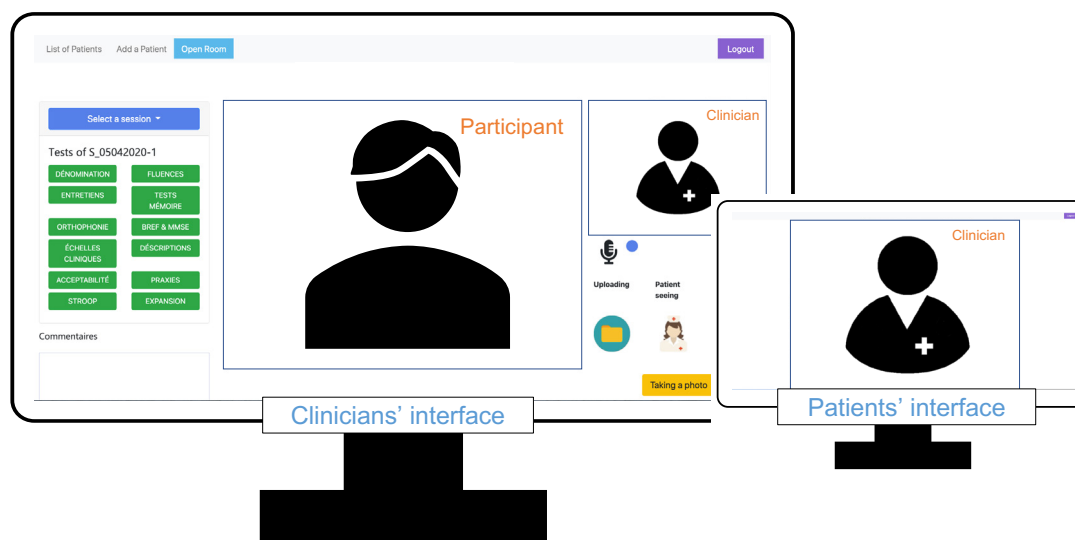 List of Patients Add a Patient Open Room Logout
Select a session
Tests of S_05042020-1
DÉNOMINATION FLUENCES
ENTRETIENS TESTS
MÉMOIRE
ORTHOPHONIE BREF & MMSE
ÉCHELLES
CLINIQUES
DÉSCRIPTIONS
ACCEPTABILITÉ PRAXIES
STROOP EXPANSION
Commentaires
Participant
Clinician
Uploading Patient
seeing
Taking a photo
Clinicians’ interface
Clinician
Patients’ interface